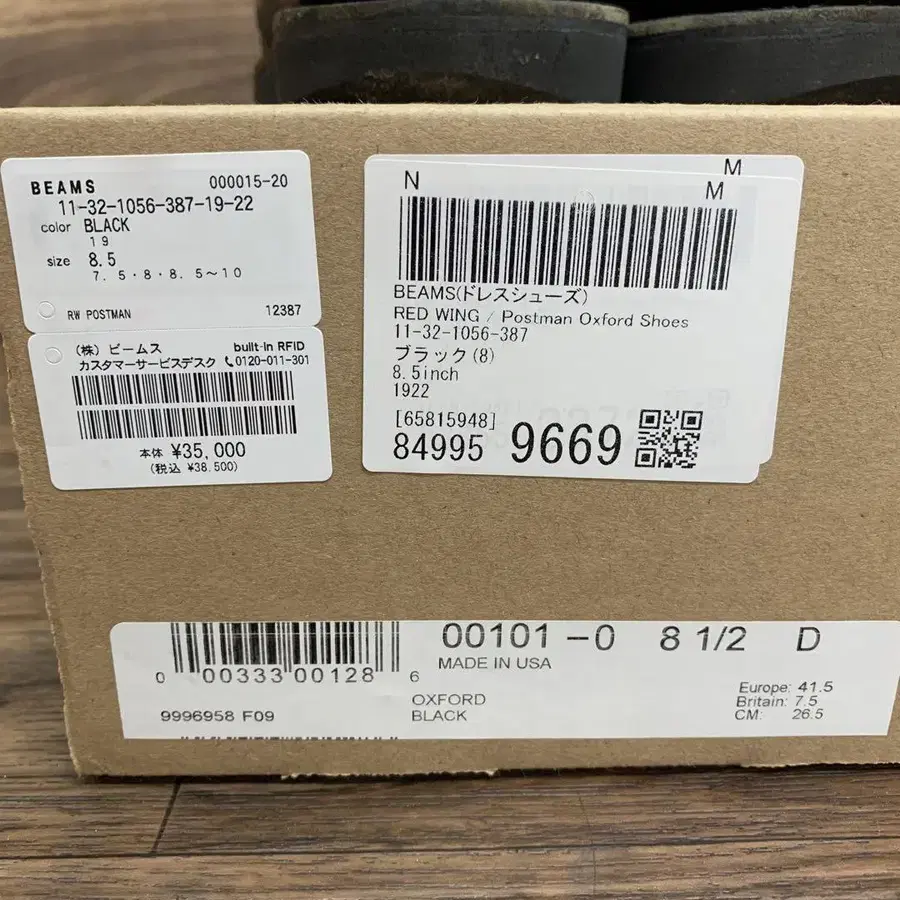 BEAMS 000015-20
11-32-1056-387-19-22
color BLACK
19
size 8.5
7.5・8・8.5〜10
RW POSTMAN 12387
(株) ビームス built-in RFID
カスタマーサービスデスク 0120-011-301
本体 ¥35,000
(税込 ¥38,500)
M
N M
BEAMS(ドレスシューズ)
RED WING / Postman Oxford Shoes
11-32-1056-387
ブラック(8)
8.5inch
1922
[65815948]
84995 9669
0 00333 00128 6
00101-0 8 1/2 D
MADE IN USA
OXFORD
BLACK
9996958 F09
Europe: 41.5
Britain: 7.5
CM: 26.5